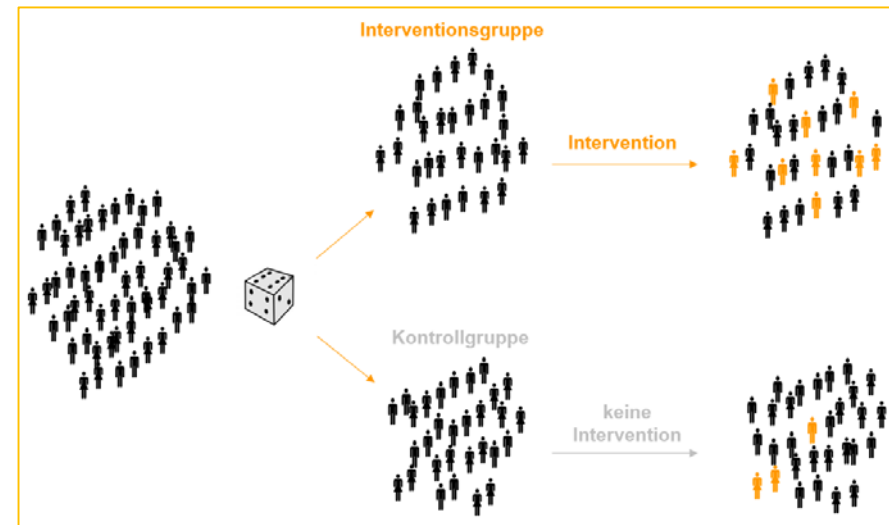 Interventionsgruppe
Intervention
Kontrollgruppe
keine
Intervention